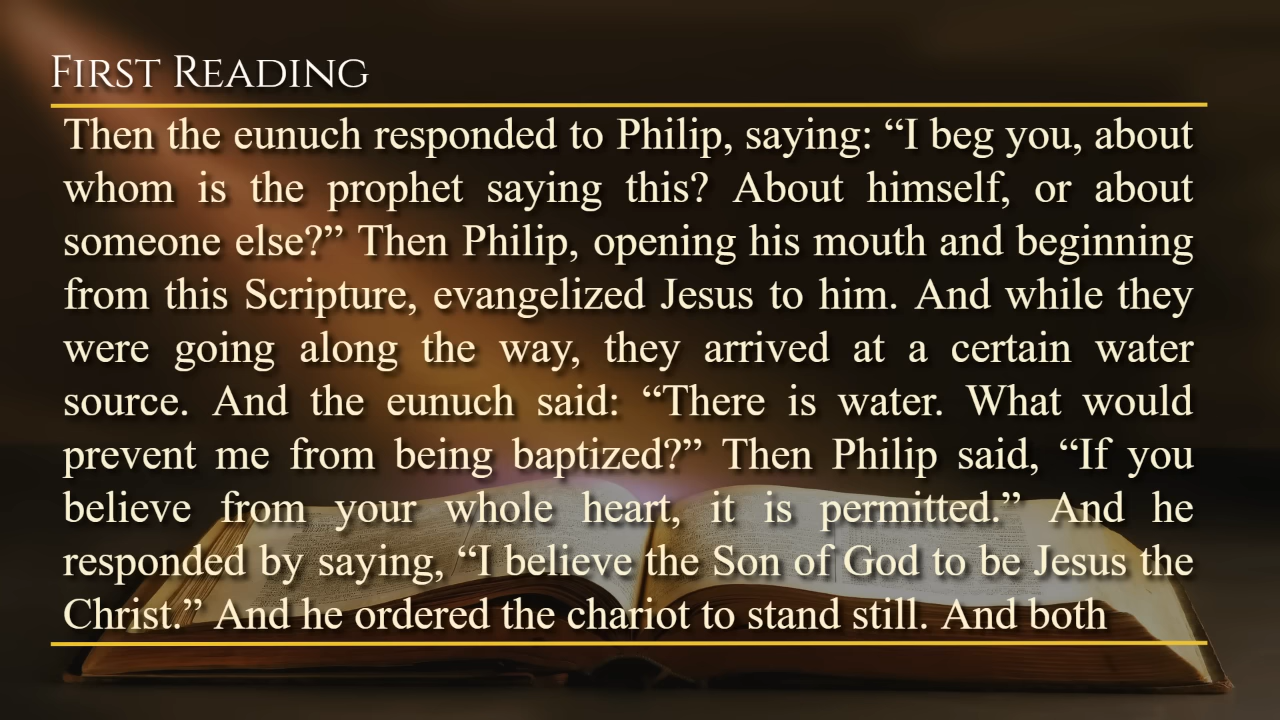 First Reading
Then the eunuch responded to Philip, saying: “I beg you, about
whom is the prophet saying this? About himself, or about
someone else?” Then Philip, opening his mouth and beginning
from this Scripture, evangelized Jesus to him. And while they
were going along the way, they arrived at a certain water
source. And the eunuch said: “There is water. What would
prevent me from being baptized?” Then Philip said, “If you
believe from your whole heart, it is permitted.” And he
responded by saying, “I believe the Son of God to be Jesus the
Christ.” And he ordered the chariot to stand still. And both